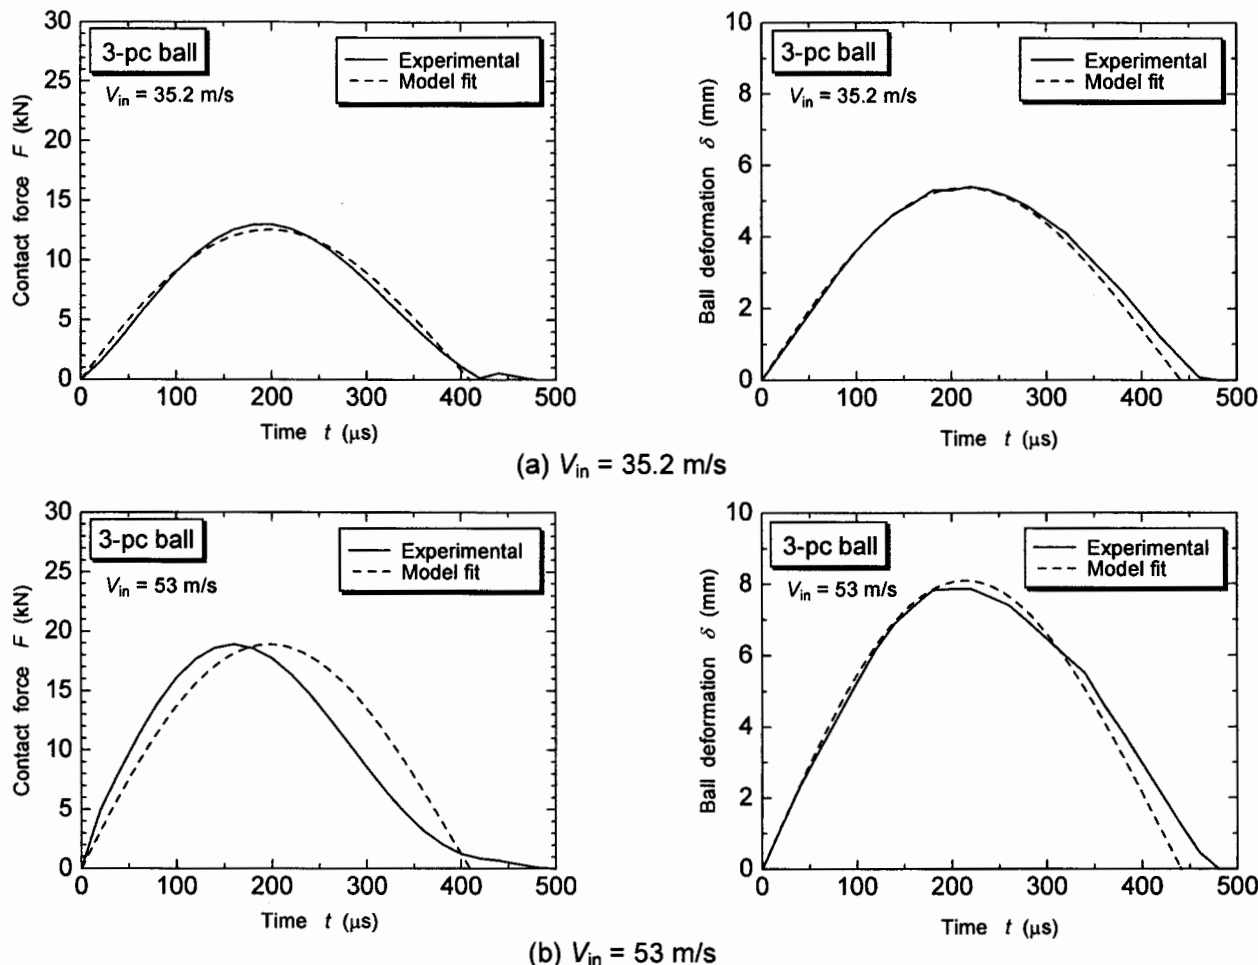 30
25
20
15
10
5
0
Contact force F (kN)
3-pc ball
V_in = 35.2 m/s
Experimental
Model fit
0 100 200 300 400 500
Time t (μs)
10
8
6
4
2
0
Ball deformation δ (mm)
3-pc ball
V_in = 35.2 m/s
Experimental
Model fit
0 100 200 300 400 500
Time t (μs)
(a) V_in = 35.2 m/s
30
25
20
15
10
5
0
Contact force F (kN)
3-pc ball
V_in = 53 m/s
Experimental
Model fit
0 100 200 300 400 500
Time t (μs)
10
8
6
4
2
0
Ball deformation δ (mm)
3-pc ball
V_in = 53 m/s
Experimental
Model fit
0 100 200 300 400 500
Time t (μs)
(b) V_in = 53 m/s